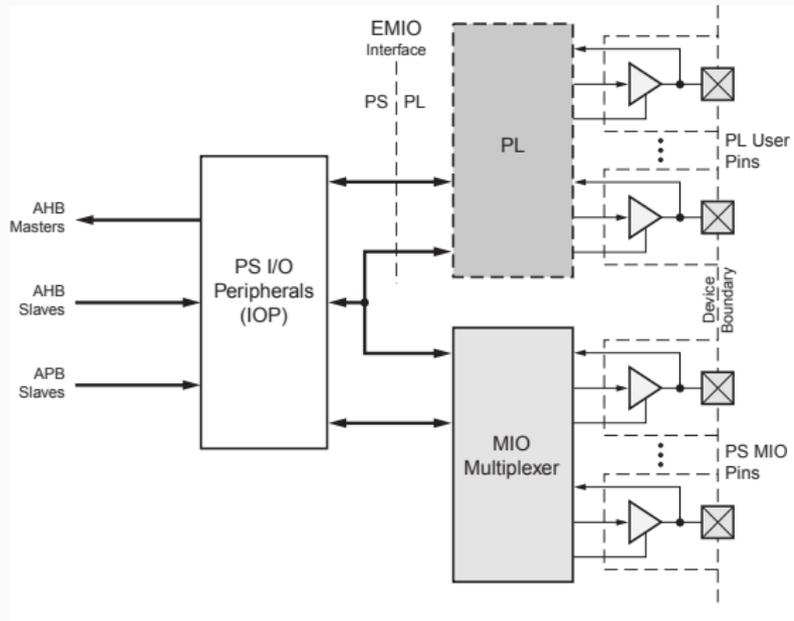 EMIO
Interface
PS
PL
PL
PL User
Pins
AHB
Masters
PS I/O
Peripherals
(IOP)
AHB
Slaves
Device
Boundary
APB
Slaves
MIO
Multiplexer
PS MIO
Pins